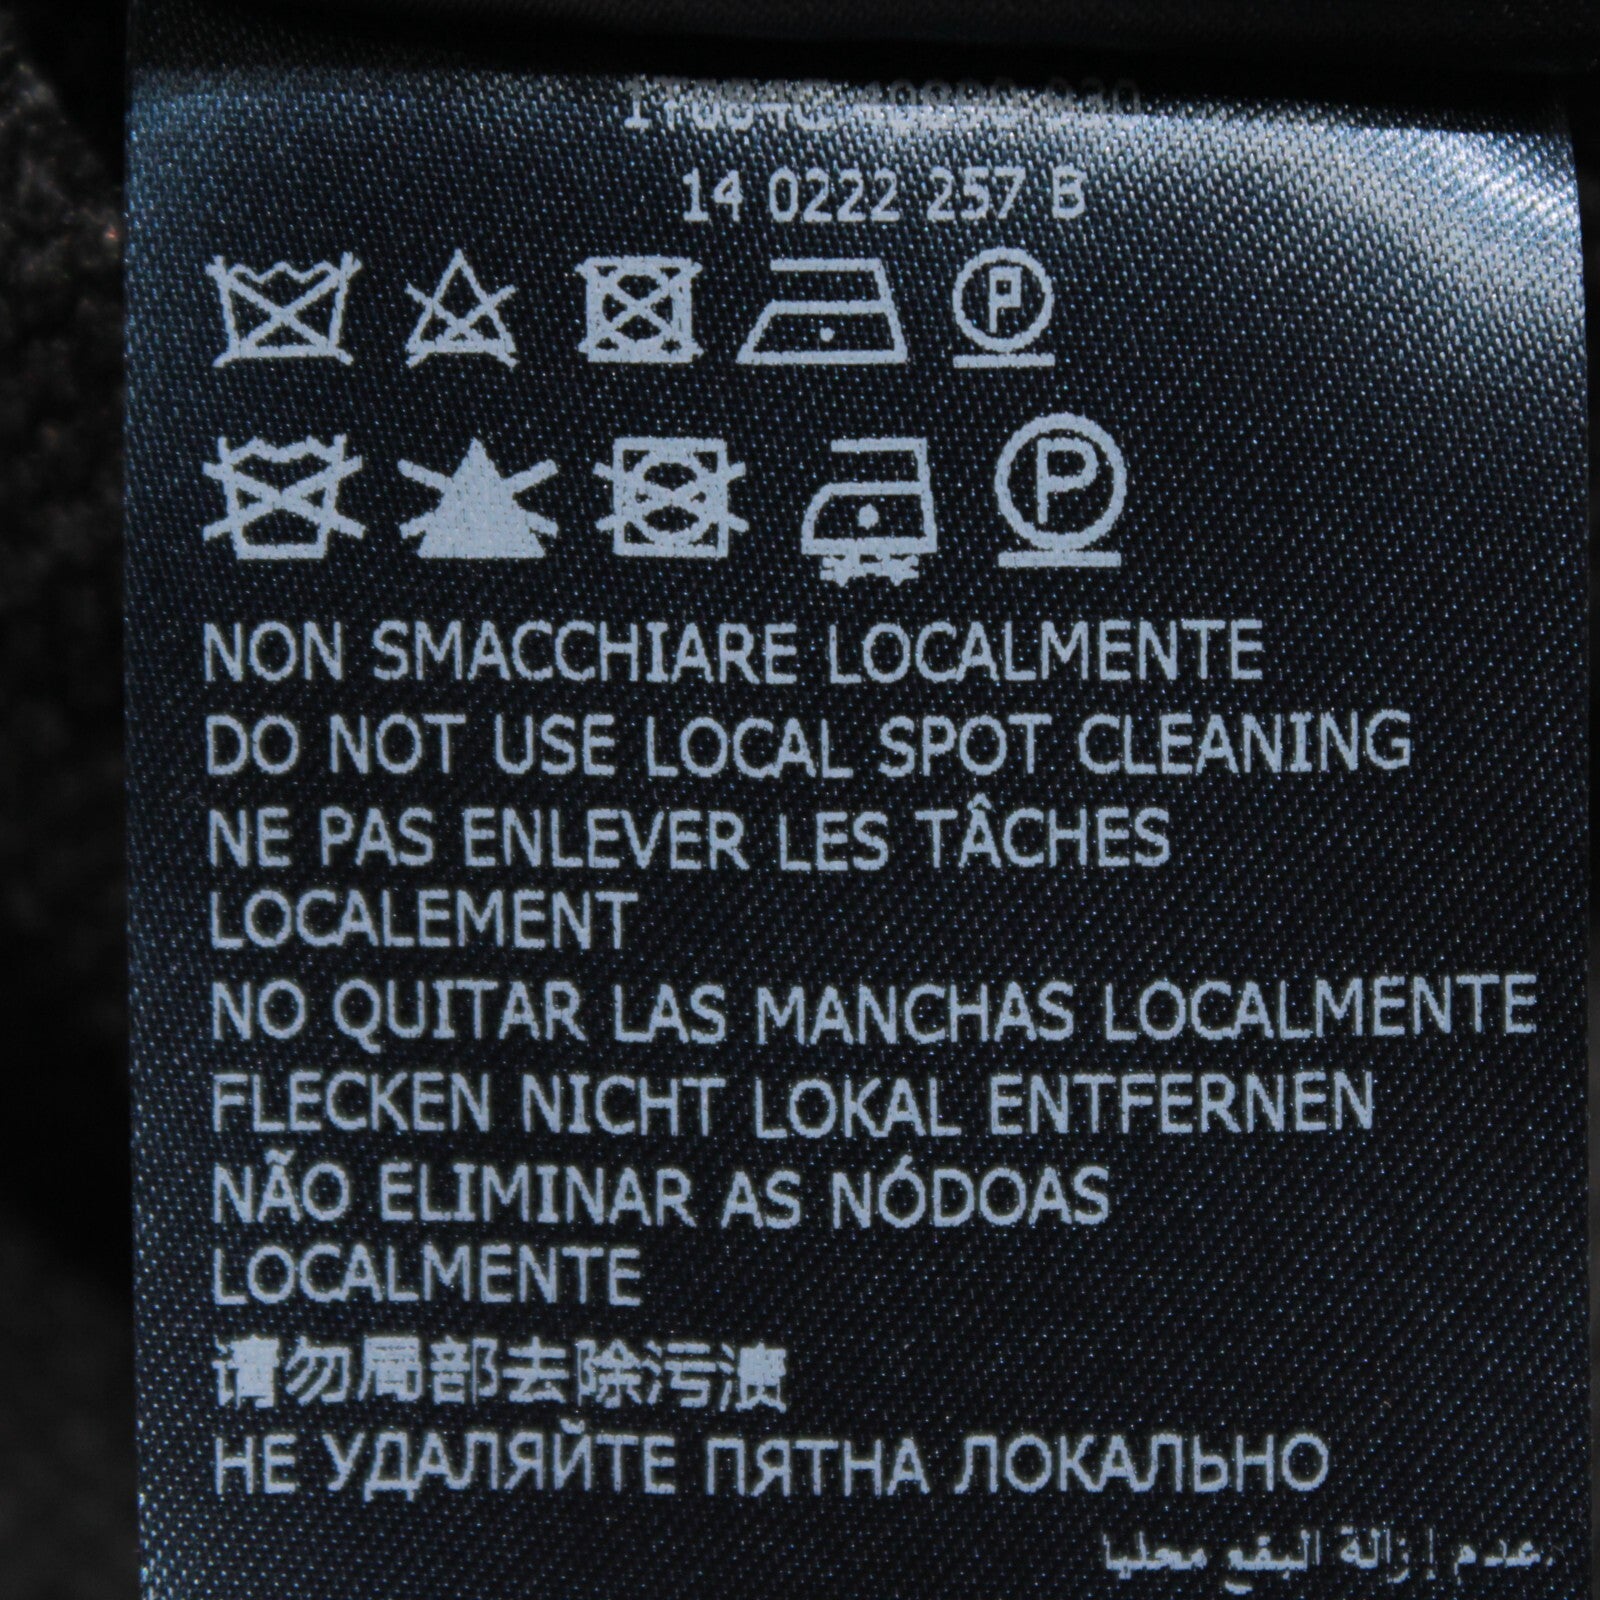 14 0222 257 B
P
P
NON SMACCHIARE LOCALMENTE
DO NOT USE LOCAL SPOT CLEANING
NE PAS ENLEVER LES TÂCHES
LOCALEMENT
NO QUITAR LAS MANCHAS LOCALMENTE
FLECKEN NICHT LOKAL ENTFERNEN
NÃO ELIMINAR AS NÓDOAS
LOCALMENTE
请勿局部去除污渍
НЕ УДАЛЯЙТЕ ПЯТНА ЛОКАЛЬНО
عدم إزالة البقع محليا.